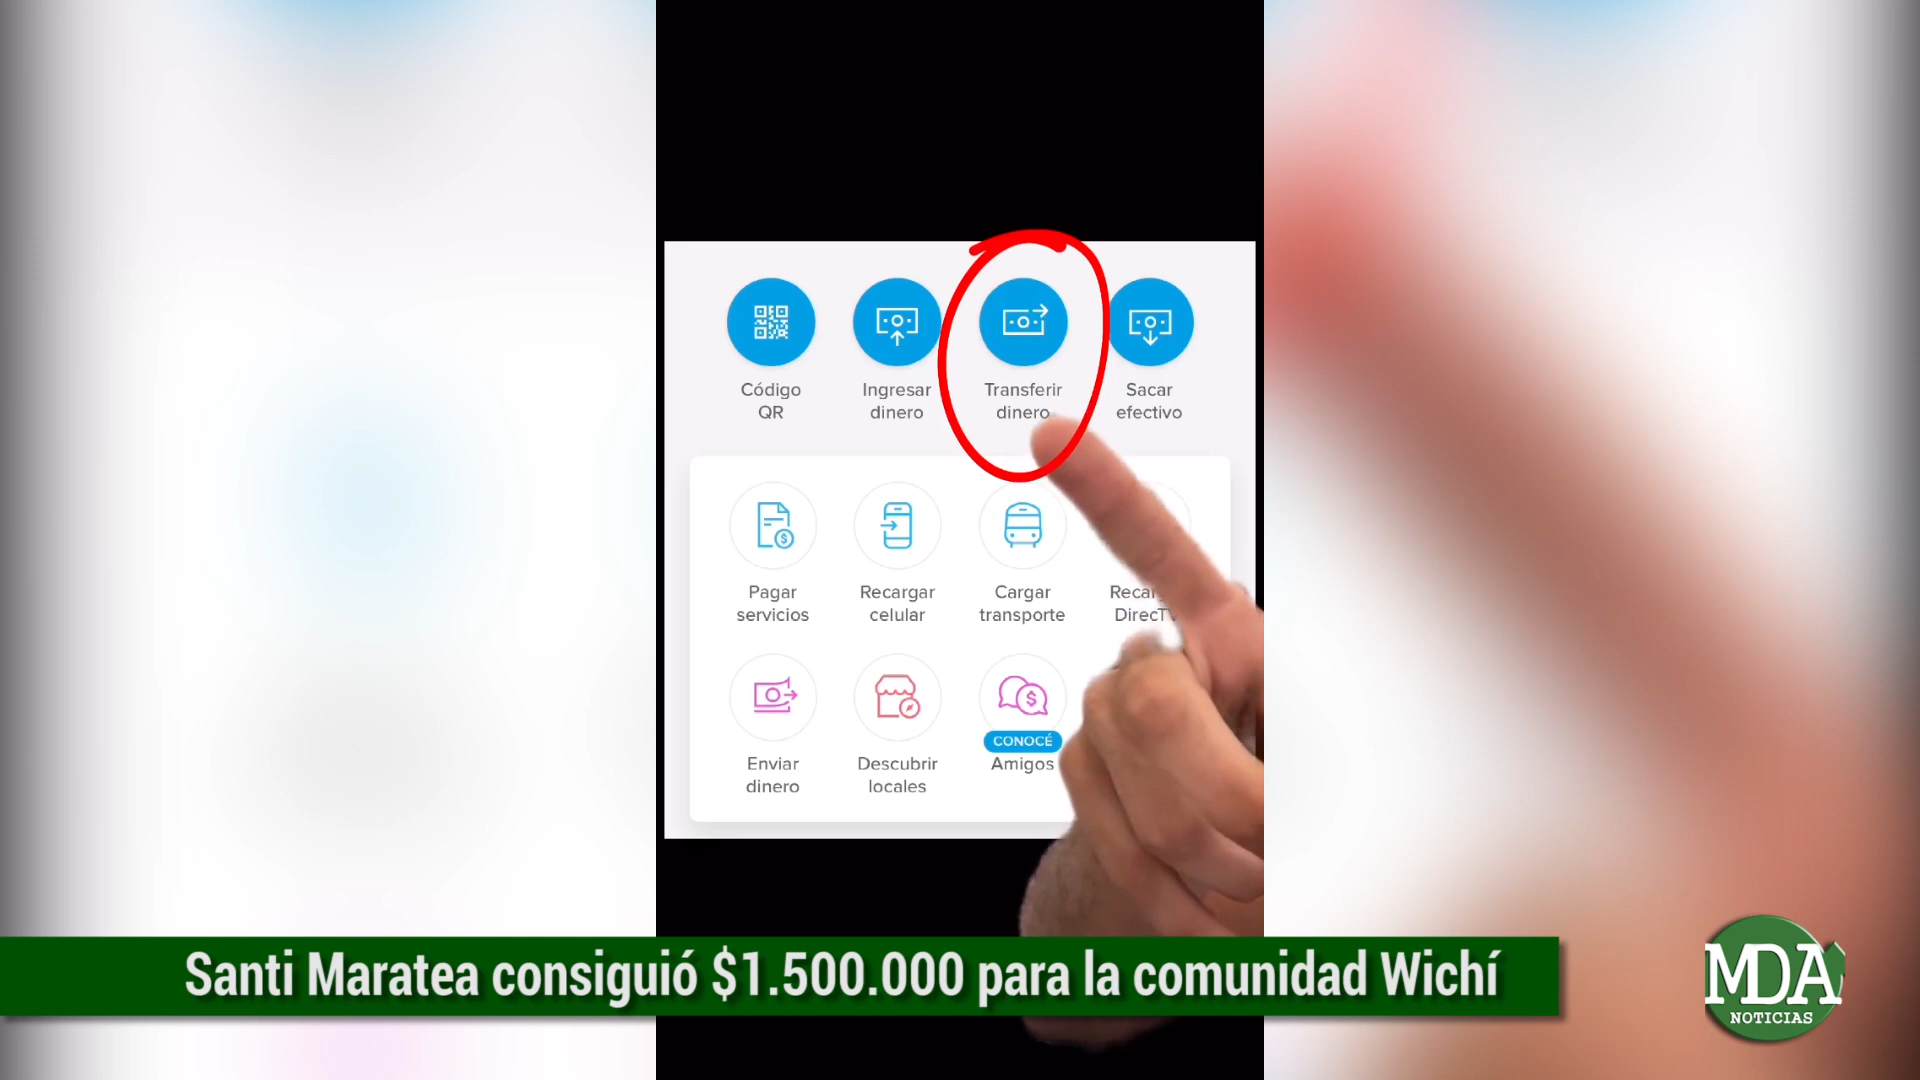 Código
QR
Ingresar
dinero
Transferir
dinero
Sacar
efectivo
Pagar
servicios
Recargar
celular
Cargar
transporte
DirecTV
Enviar
dinero
Descubrir
locales
CONOCÉ
Amigos
Santi Maratea consiguió $1.500.000 para la comunidad Wichí
MDA
NOTICIAS